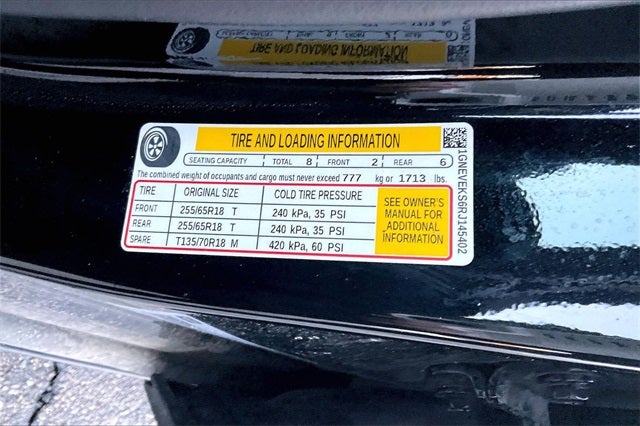 TIRE AND LOADING INFORMATION
SEATING CAPACITY TOTAL 8 FRONT 2 REAR 6
The combined weight of occupants and cargo must never exceed 777 kg or 1713 lbs.
TIRE ORIGINAL SIZE COLD TIRE PRESSURE
FRONT 255/65R18 T 240 kPa, 35 PSI
REAR 255/65R18 T 240 kPa, 35 PSI
SPARE T135/70R18 M 420 kPa, 60 PSI
SEE OWNER'S
MANUAL FOR
ADDITIONAL
INFORMATION
1GNEVEKS6RJ145402